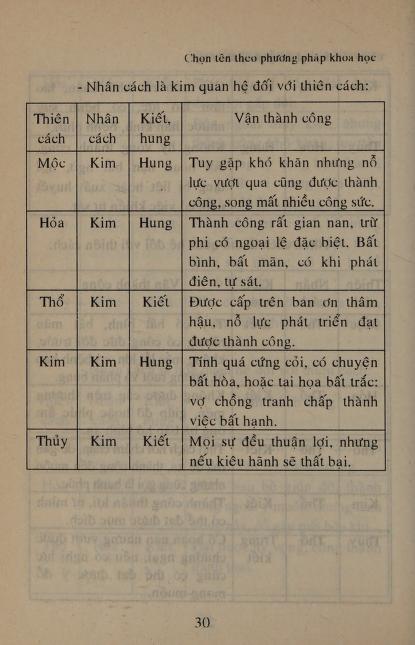 Chọn tên theo phương pháp khoa học
- Nhân cách là kim quan hệ đối với thiên cách:
Thiên cách | Nhân cách | Kiết, hung | Vận thành công
Mộc | Kim | Hung | Tuy gặp khó khăn nhưng nỗ
lực vượt qua cũng được thành
công, song mất nhiều công sức.
Hỏa | Kim | Hung | Thành công rất gian nan, trừ
phi có ngoại lệ đặc biệt. Bất
bình, bất mãn, có khi phát
điên, tự sát.
Thổ | Kim | Kiết | Được cấp trên ban ơn thâm
hậu, nỗ lực phát triển đạt
được thành công.
Kim | Kim | Hung | Tính quá cứng cỏi, có chuyện
bất hòa, hoặc tai họa bất trắc:
vợ chồng tranh chấp thành
việc bất hạnh.
Thủy | Kim | Kiết | Mọi sự đều thuận lợi, nhưng
nếu kiêu hãnh sẽ thất bại.
30